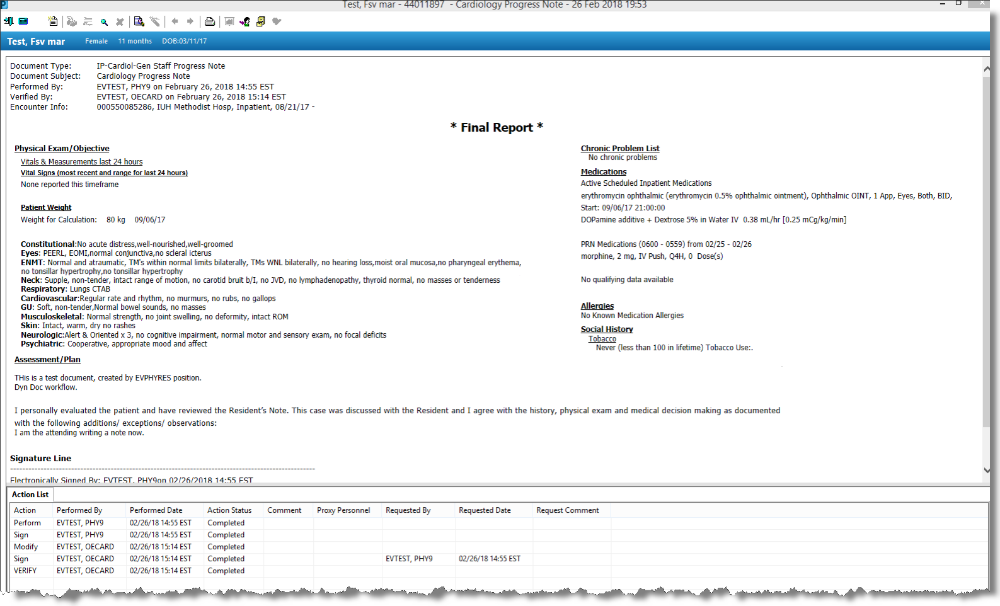 Test, Fsv mar - 44011897 - Cardiology Progress Note - 26 Feb 2018 19:53
Test, Fsv mar Female 11 months DOB:03/11/17
Document Type: IP-Cardiol-Gen Staff Progress Note
Document Subject: Cardiology Progress Note
Performed By: EVTEST, PHY9 on February 26, 2018 14:55 EST
Verified By: EVTEST, OECARD on February 26, 2018 15:14 EST
Encounter Info: 000550085286, IUH Methodist Hosp, Inpatient, 08/21/17 -
* Final Report *
Physical Exam/Objective
Vitals & Measurements last 24 hours
Vital Signs (most recent and range for last 24 hours)
None reported this timeframe
Patient Weight
Weight for Calculation: 80 kg 09/06/17
Constitutional:No acute distress,well-nourished,well-groomed
Eyes: PEERL, EOMI,normal conjunctiva,no scleral icterus
ENMT: Normal and atraumatic, TM's within normal limits bilaterally, TMs WNL bilaterally, no hearing loss,moist oral mucosa,no pharyngeal erythema,
no tonsillar hypertrophy,no tonsillar hypertrophy
Neck: Supple, non-tender, intact range of motion, no carotid bruit b/I, no JVD, no lymphadenopathy, thyroid normal, no masses or tenderness
Respiratory: Lungs CTAB
Cardiovascular:Regular rate and rhythm, no murmurs, no rubs, no gallops
GU: Soft, non-tender,Normal bowel sounds, no masses
Musculoskeletal: Normal strength, no joint swelling, no deformity, intact ROM
Skin: Intact, warm, dry no rashes
Neurologic:Alert & Oriented x 3, no cognitive impairment, normal motor and sensory exam, no focal deficits
Psychiatric: Cooperative, appropriate mood and affect
Chronic Problem List
No chronic problems
Medications
Active Scheduled Inpatient Medications
erythromycin ophthalmic (erythromycin 0.5% ophthalmic ointment), Ophthalmic OINT, 1 App, Eyes, Both, BID,
Start: 09/06/17 21:00:00
DOPamine additive + Dextrose 5% in Water IV 0.38 mL/hr [0.25 mCg/kg/min]
PRN Medications (0600 - 0559) from 02/25 - 02/26
morphine, 2 mg, IV Push, Q4H, 0 Dose(s)
No qualifying data available
Allergies
No Known Medication Allergies
Social History
Tobacco
Never (less than 100 in lifetime) Tobacco Use:.
Assessment/Plan
THis is a test document, created by EVPHYRES position.
Dyn Doc workflow.
I personally evaluated the patient and have reviewed the Resident's Note. This case was discussed with the Resident and I agree with the history, physical exam and medical decision making as documented
with the following additions/ exceptions/ observations:
I am the attending writing a note now.
Signature Line
Electronically Signed By: EVTEST, PHY9on 02/26/2018 14:55 EST
Action List
Action Performed By Performed Date Action Status Comment Proxy Personnel Requested By Requested Date Request Comment
Perform EVTEST, PHY9 02/26/18 14:55 EST Completed
Sign EVTEST, PHY9 02/26/18 14:55 EST Completed
Modify EVTEST, OECARD 02/26/18 15:14 EST Completed
Sign EVTEST, OECARD 02/26/18 15:14 EST Completed EVTEST, PHY9 02/26/18 14:55 EST
VERIFY EVTEST, OECARD 02/26/18 15:14 EST Completed